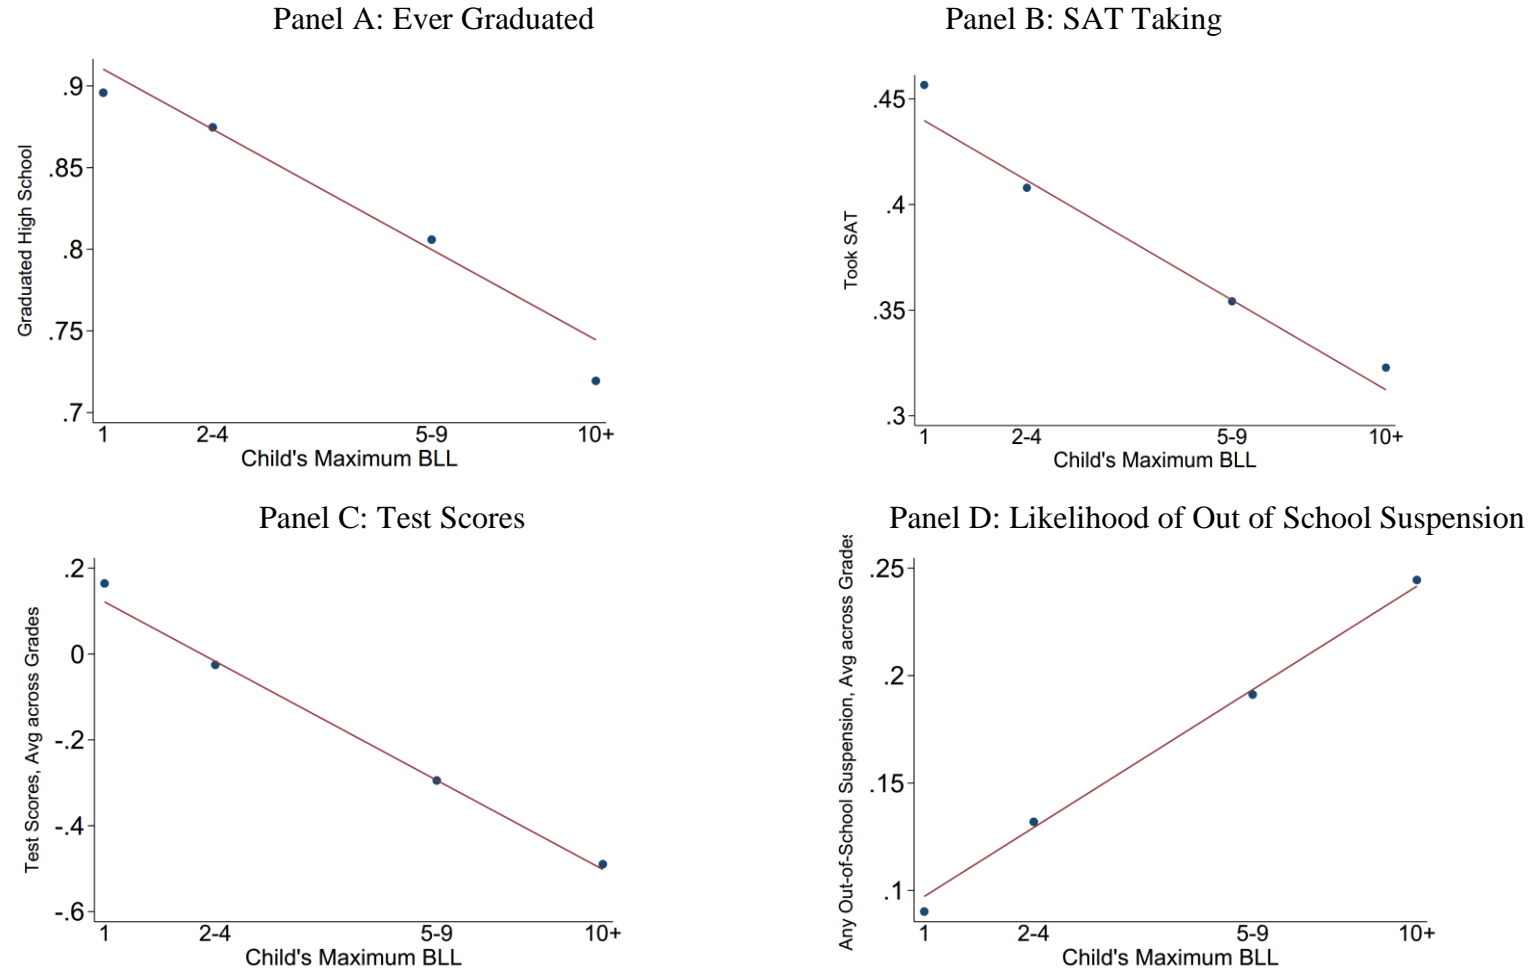 Panel A: Ever Graduated
Graduated High School
.9
.85
.8
.75
.7
1 2-4 5-9 10+
Child's Maximum BLL
Panel B: SAT Taking
Took SAT
.45
.4
.35
.3
1 2-4 5-9 10+
Child's Maximum BLL
Panel C: Test Scores
Test Scores, Avg across Grades
.2
0
-.2
-.4
-.6
1 2-4 5-9 10+
Child's Maximum BLL
Panel D: Likelihood of Out of School Suspension
Any Out-of-School Suspension, Avg across Grades
.25
.2
.15
.1
1 2-4 5-9 10+
Child's Maximum BLL